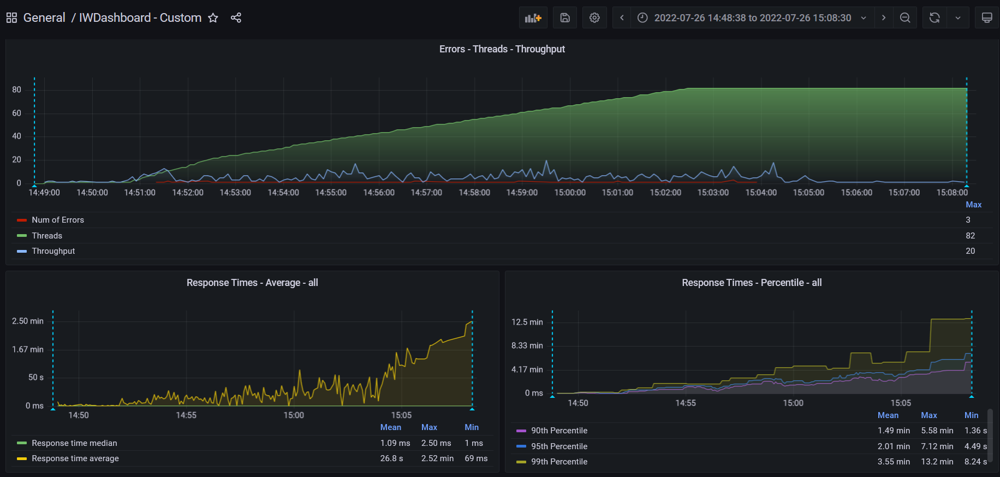 General / IWDashboard - Custom
2022-07-26 14:48:38 to 2022-07-26 15:08:30
Errors - Threads - Throughput
80
60
40
20
0
14:49:00 14:50:00 14:51:00 14:52:00 14:53:00 14:54:00 14:55:00 14:56:00 14:57:00 14:58:00 14:59:00 15:00:00 15:01:00 15:02:00 15:03:00 15:04:00 15:05:00 15:06:00 15:07:00 15:08:00
Max
Num of Errors 3
Threads 82
Throughput 20
Response Times - Average - all
2.50 min
1.67 min
50 s
0 ms
14:50 14:55 15:00 15:05
Mean Max Min
Response time median 1.09 ms 2.50 ms 1 ms
Response time average 26.8 s 2.52 min 69 ms
Response Times - Percentile - all
12.5 min
8.33 min
4.17 min
0 ms
14:50 14:55 15:00 15:05
Mean Max Min
90th Percentile 1.49 min 5.58 min 1.36 s
95th Percentile 2.01 min 7.12 min 4.49 s
99th Percentile 3.55 min 13.2 min 8.24 s